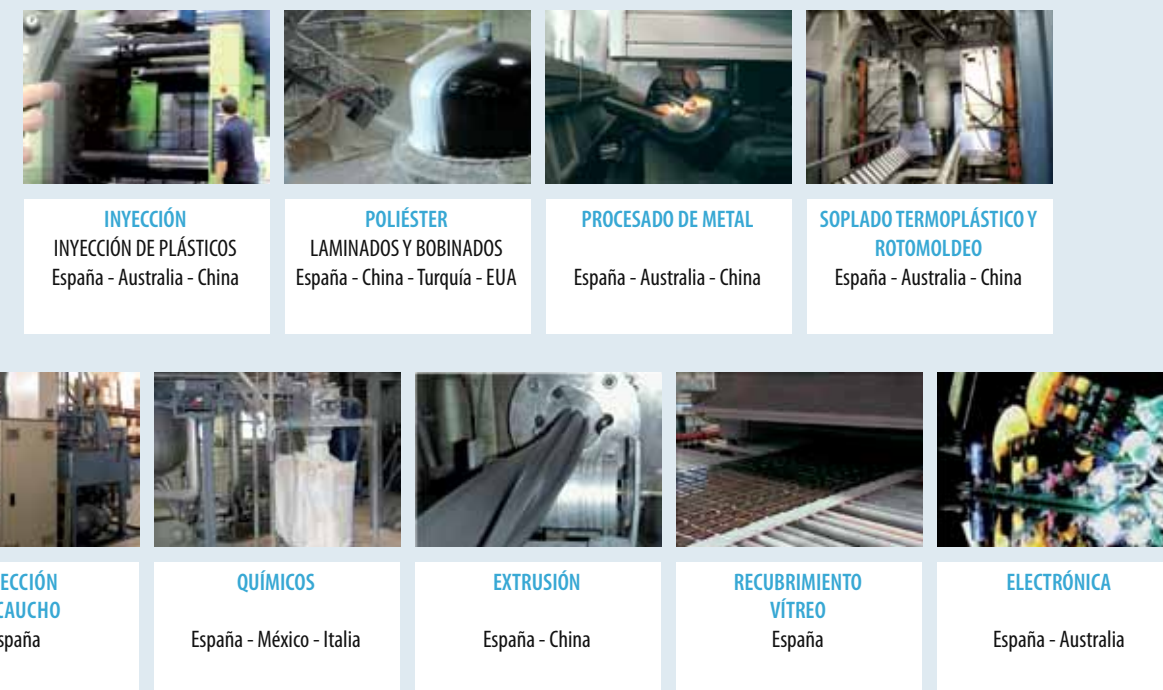 INYECCIÓN
INYECCIÓN DE PLÁSTICOS
España - Australia - China
POLIÉSTER
LAMINADOS Y BOBINADOS
España - China - Turquía - EUA
PROCESADO DE METAL
España - Australia - China
SOPLADO TERMOPLÁSTICO Y
ROTOMOLDEO
España - Australia - China
ECCIÓN
CAUCHO
spaña
QUÍMICOS
España - México - Italia
EXTRUSIÓN
España - China
RECUBRIMIENTO
VÍTREO
España
ELECTRÓNICA
España - Australia